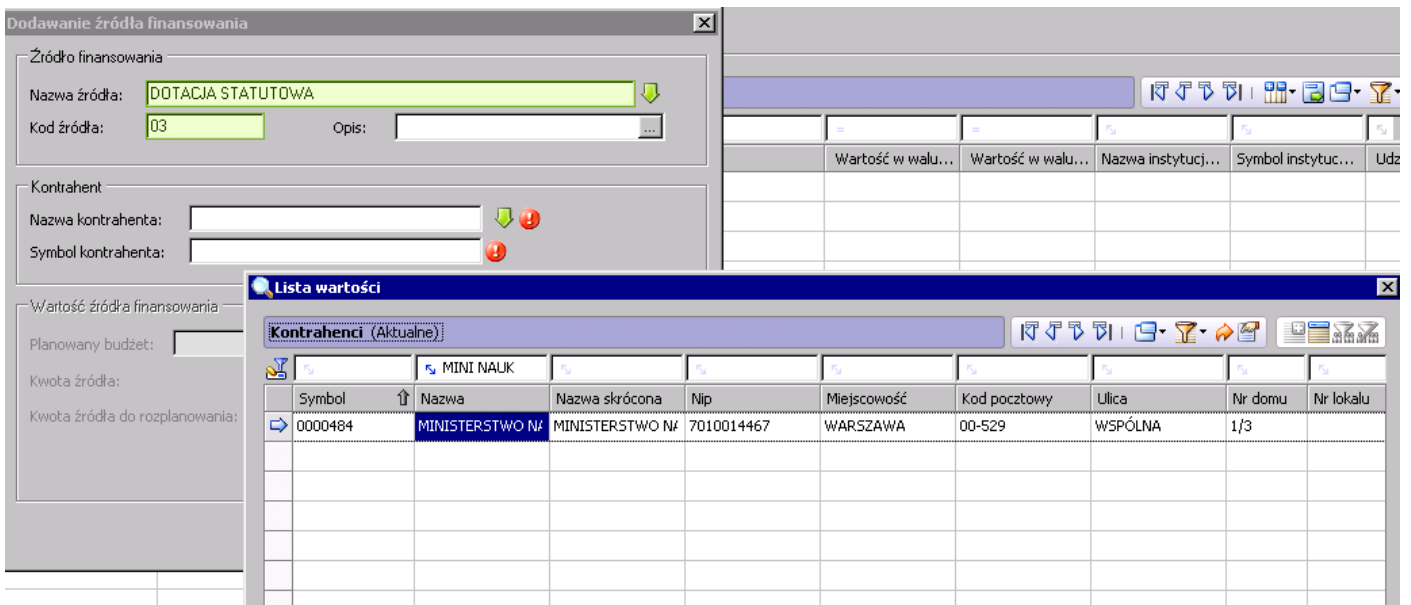 Dodawanie źródła finansowania
Źródło finansowania
Nazwa źródła: DOTACJA STATUTOWA
Kod źródła: 03 Opis: ...
= =
Wartość w walu... Wartość w walu... Nazwa instytucj... Symbol instytuc... Udz
Kontrahent
Nazwa kontrahenta:
Symbol kontrahenta:
Wartość źródła finansowania
Planowany budżet:
Kwota źródła:
Kwota źródła do rozplanowania:
Lista wartości
Kontrahenci (Aktualne)
MINI NAUK
Symbol Nazwa Nazwa skrócona Nip Miejscowość Kod pocztowy Ulica Nr domu Nr lokalu
0000484 MINISTERSTWO NA MINISTERSTWO NA 7010014467 WARSZAWA 00-529 WSPÓLNA 1/3